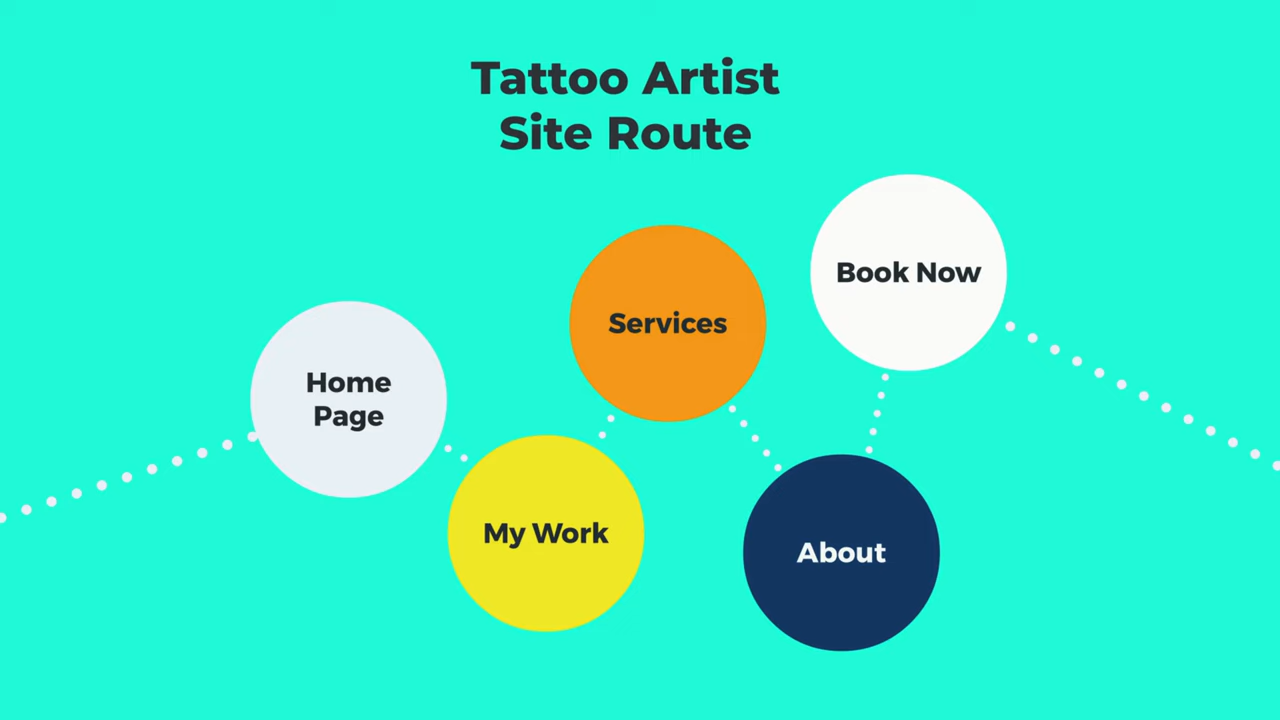 Tattoo Artist
Site Route
Home
Page
My Work
Services
About
Book Now